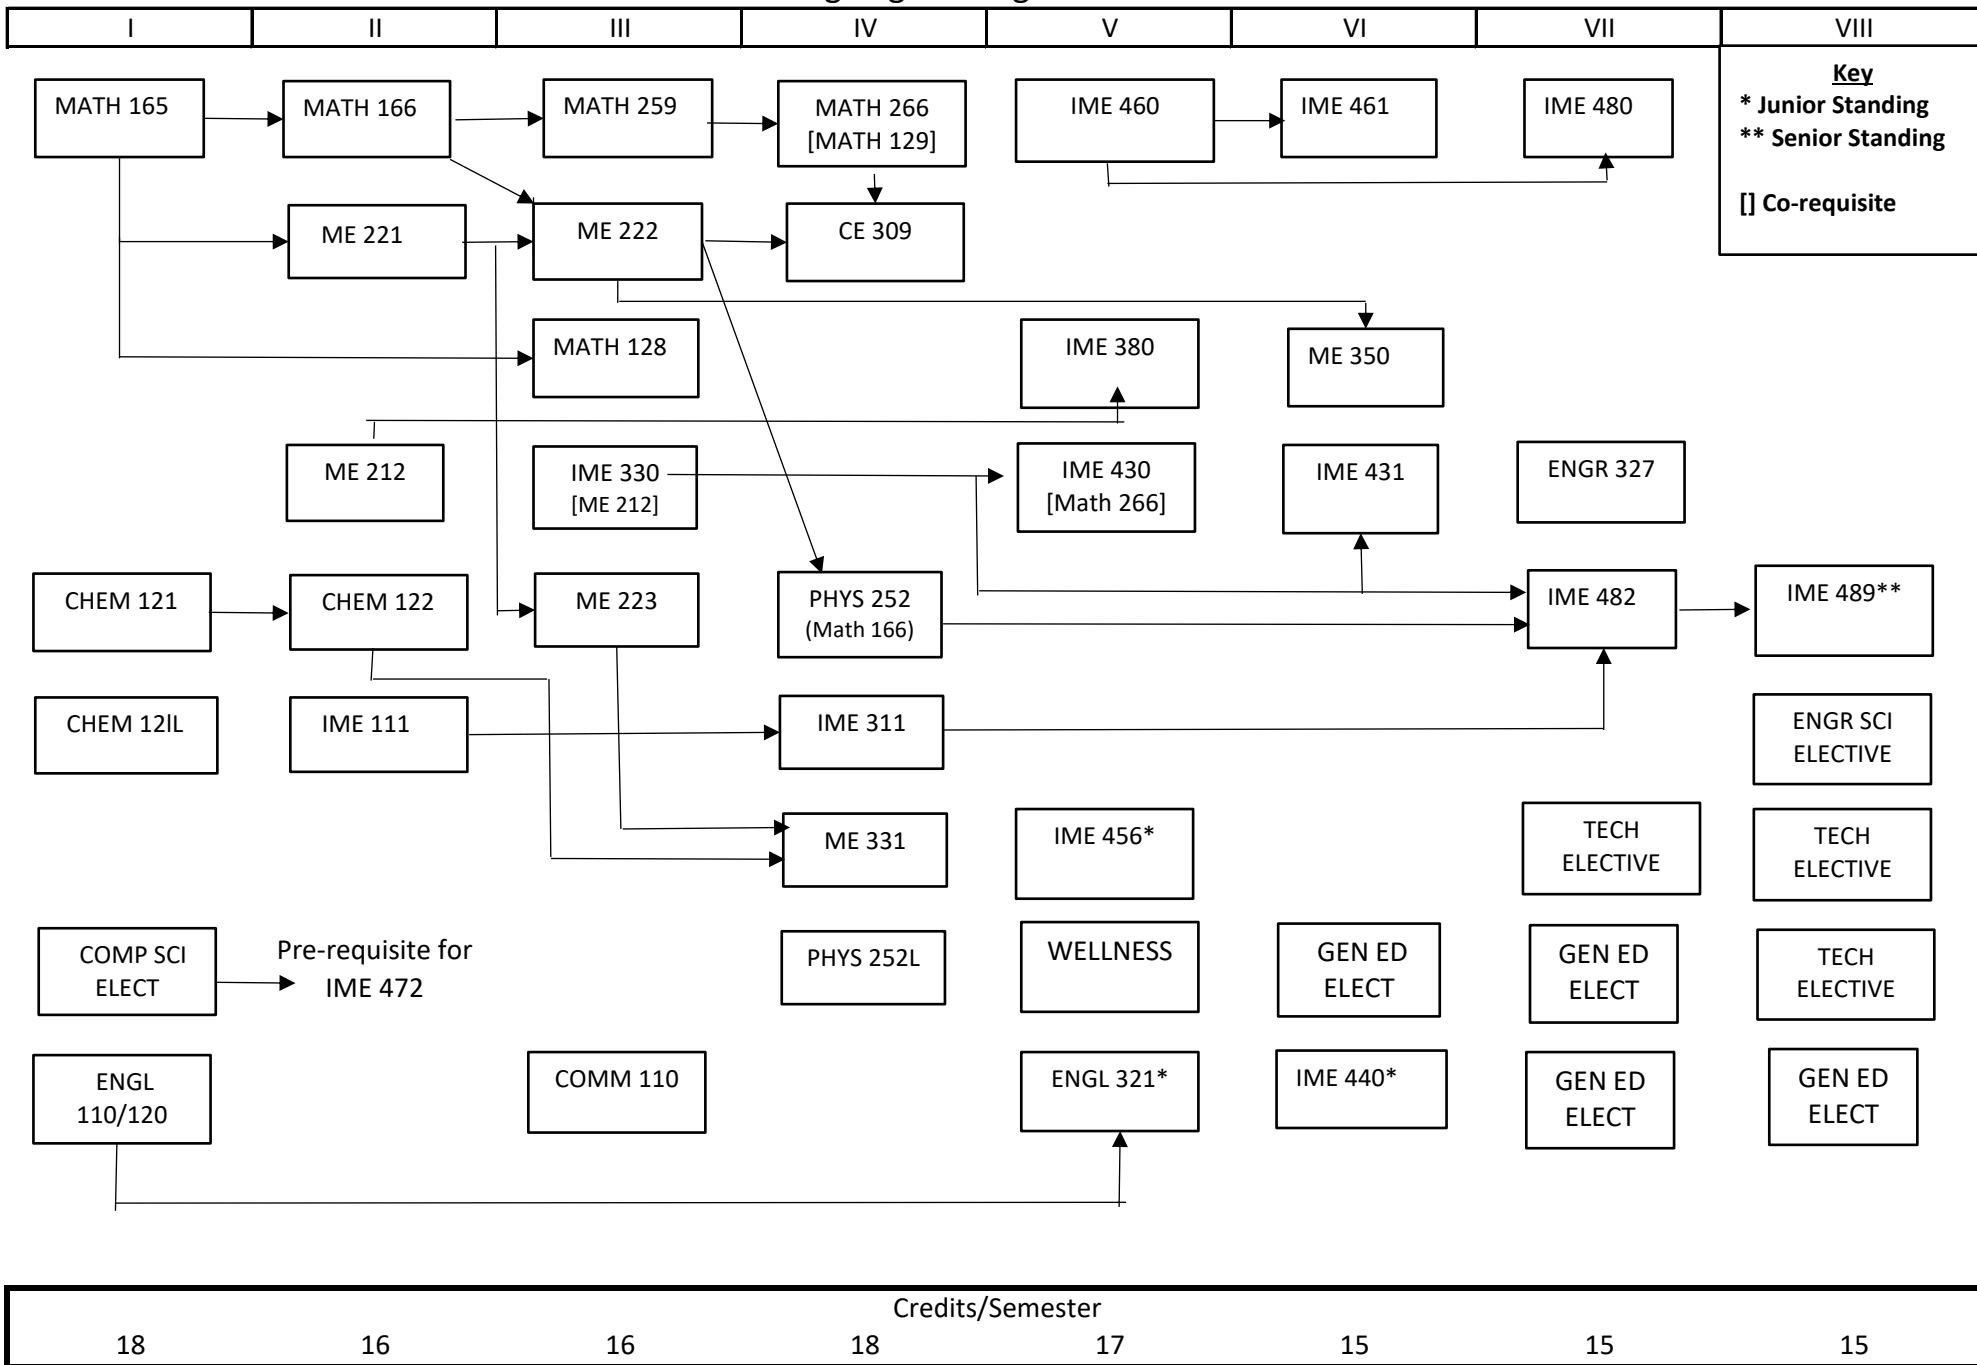 I
II
III
IV
V
VI
VII
VIII
Key
* Junior Standing
** Senior Standing
[] Co-requisite
MATH 165
MATH 166
MATH 259
MATH 266
[MATH 129]
IME 460
IME 461
IME 480
ME 221
ME 222
CE 309
MATH 128
IME 380
ME 350
ME 212
IME 330
[ME 212]
IME 430
[Math 266]
IME 431
ENGR 327
CHEM 121
CHEM 122
ME 223
PHYS 252
(Math 166)
IME 482
IME 489**
CHEM 12lL
IME 111
IME 311
ENGR SCI
ELECTIVE
ME 331
IME 456*
TECH
ELECTIVE
TECH
ELECTIVE
COMP SCI
ELECT
Pre-requisite for
IME 472
PHYS 252L
WELLNESS
GEN ED
ELECT
GEN ED
ELECT
TECH
ELECTIVE
ENGL
110/120
COMM 110
ENGL 321*
IME 440*
GEN ED
ELECT
GEN ED
ELECT
Credits/Semester
18
16
16
18
17
15
15
15